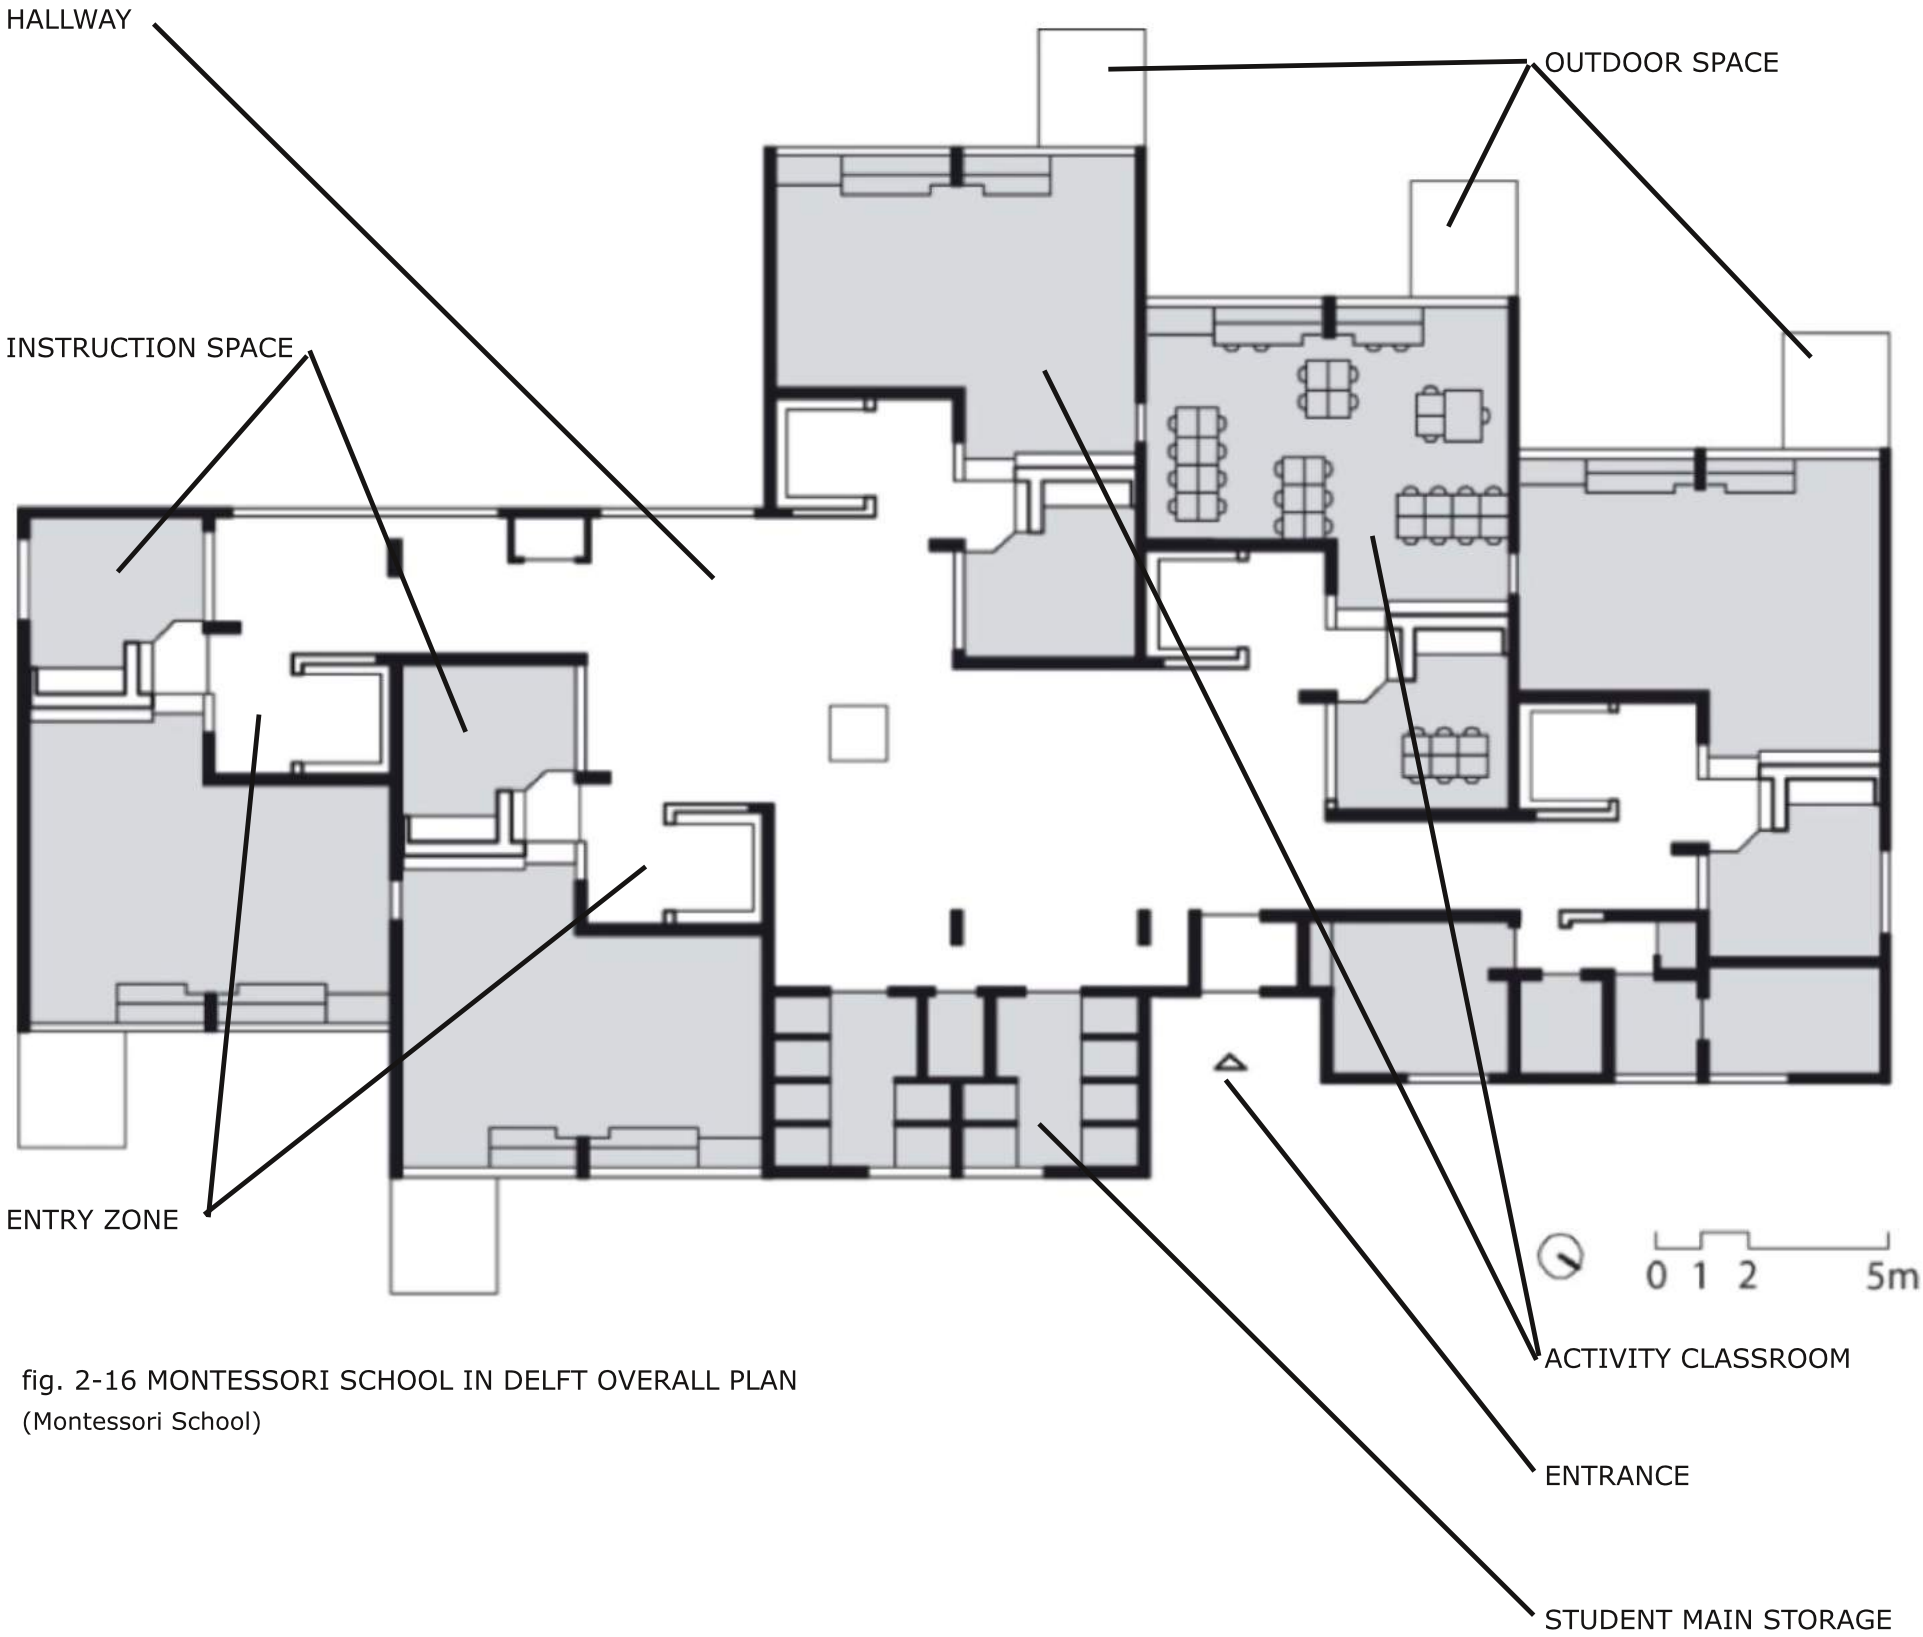 HALLWAY
OUTDOOR SPACE
INSTRUCTION SPACE
ENTRY ZONE
0 1 2 5m
ACTIVITY CLASSROOM
fig. 2-16 MONTESSORI SCHOOL IN DELFT OVERALL PLAN
(Montessori School)
ENTRANCE
STUDENT MAIN STORAGE